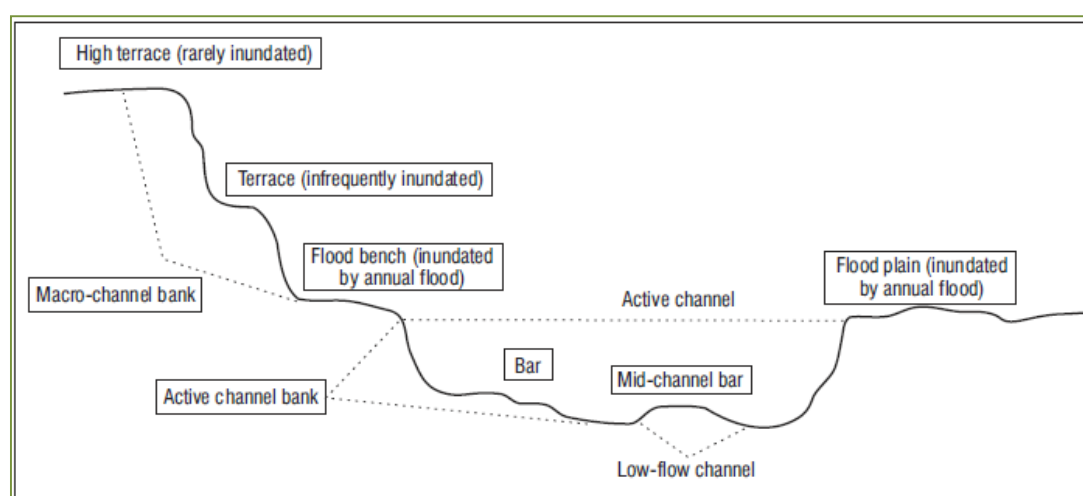 High terrace (rarely inundated)
Terrace (infrequently inundated)
Flood bench (inundated
by annual flood)
Macro-channel bank
Flood plain (inundated
by annual flood)
Active channel
Bar
Mid-channel bar
Active channel bank
Low-flow channel